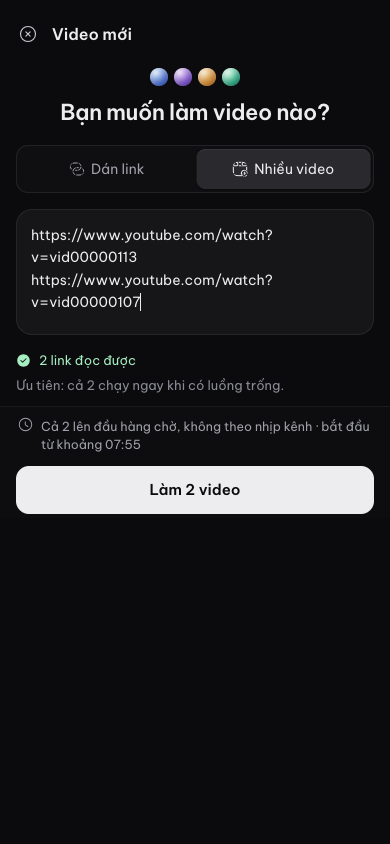 Video mới
Bạn muốn làm video nào?
Dán link
Nhiều video
https://www.youtube.com/watch?
v=vid00000113
https://www.youtube.com/watch?
v=vid00000107
2 link đọc được
Ưu tiên: cả 2 chạy ngay khi có luồng trống.
Cả 2 lên đầu hàng chờ, không theo nhịp kênh · bắt đầu
từ khoảng 07:55
Làm 2 video